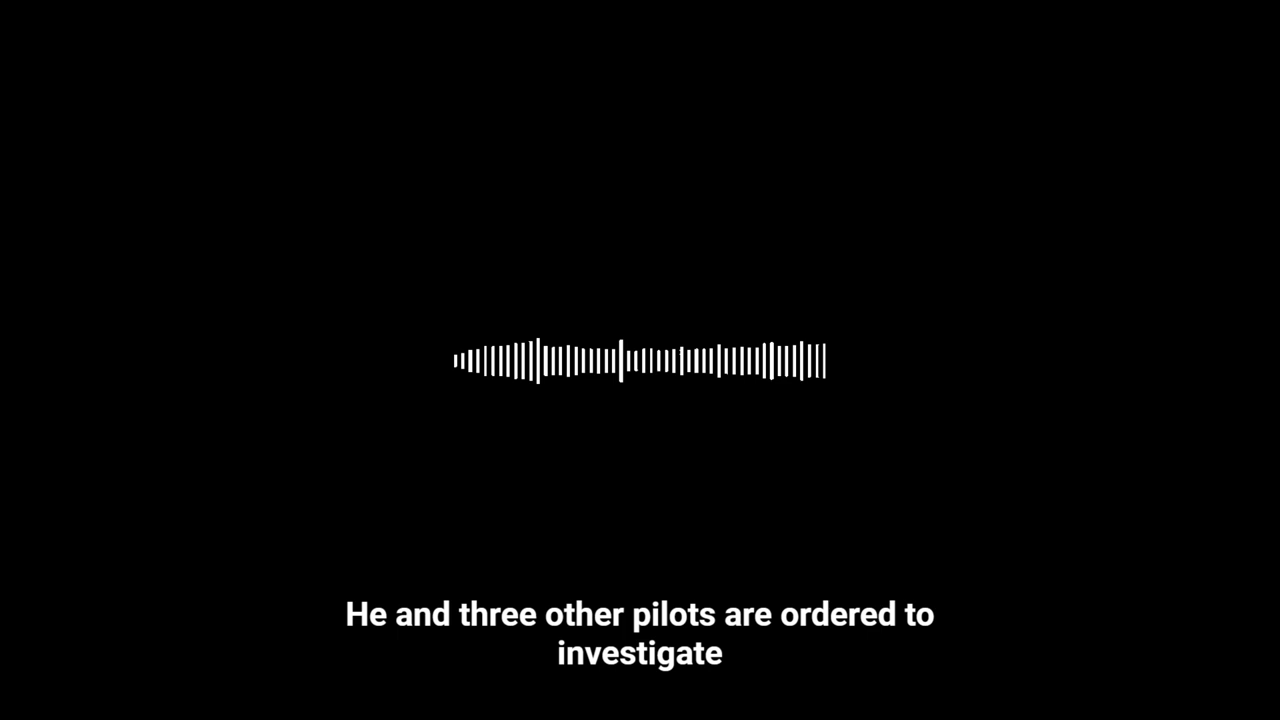 He and three other pilots are ordered to
investigate